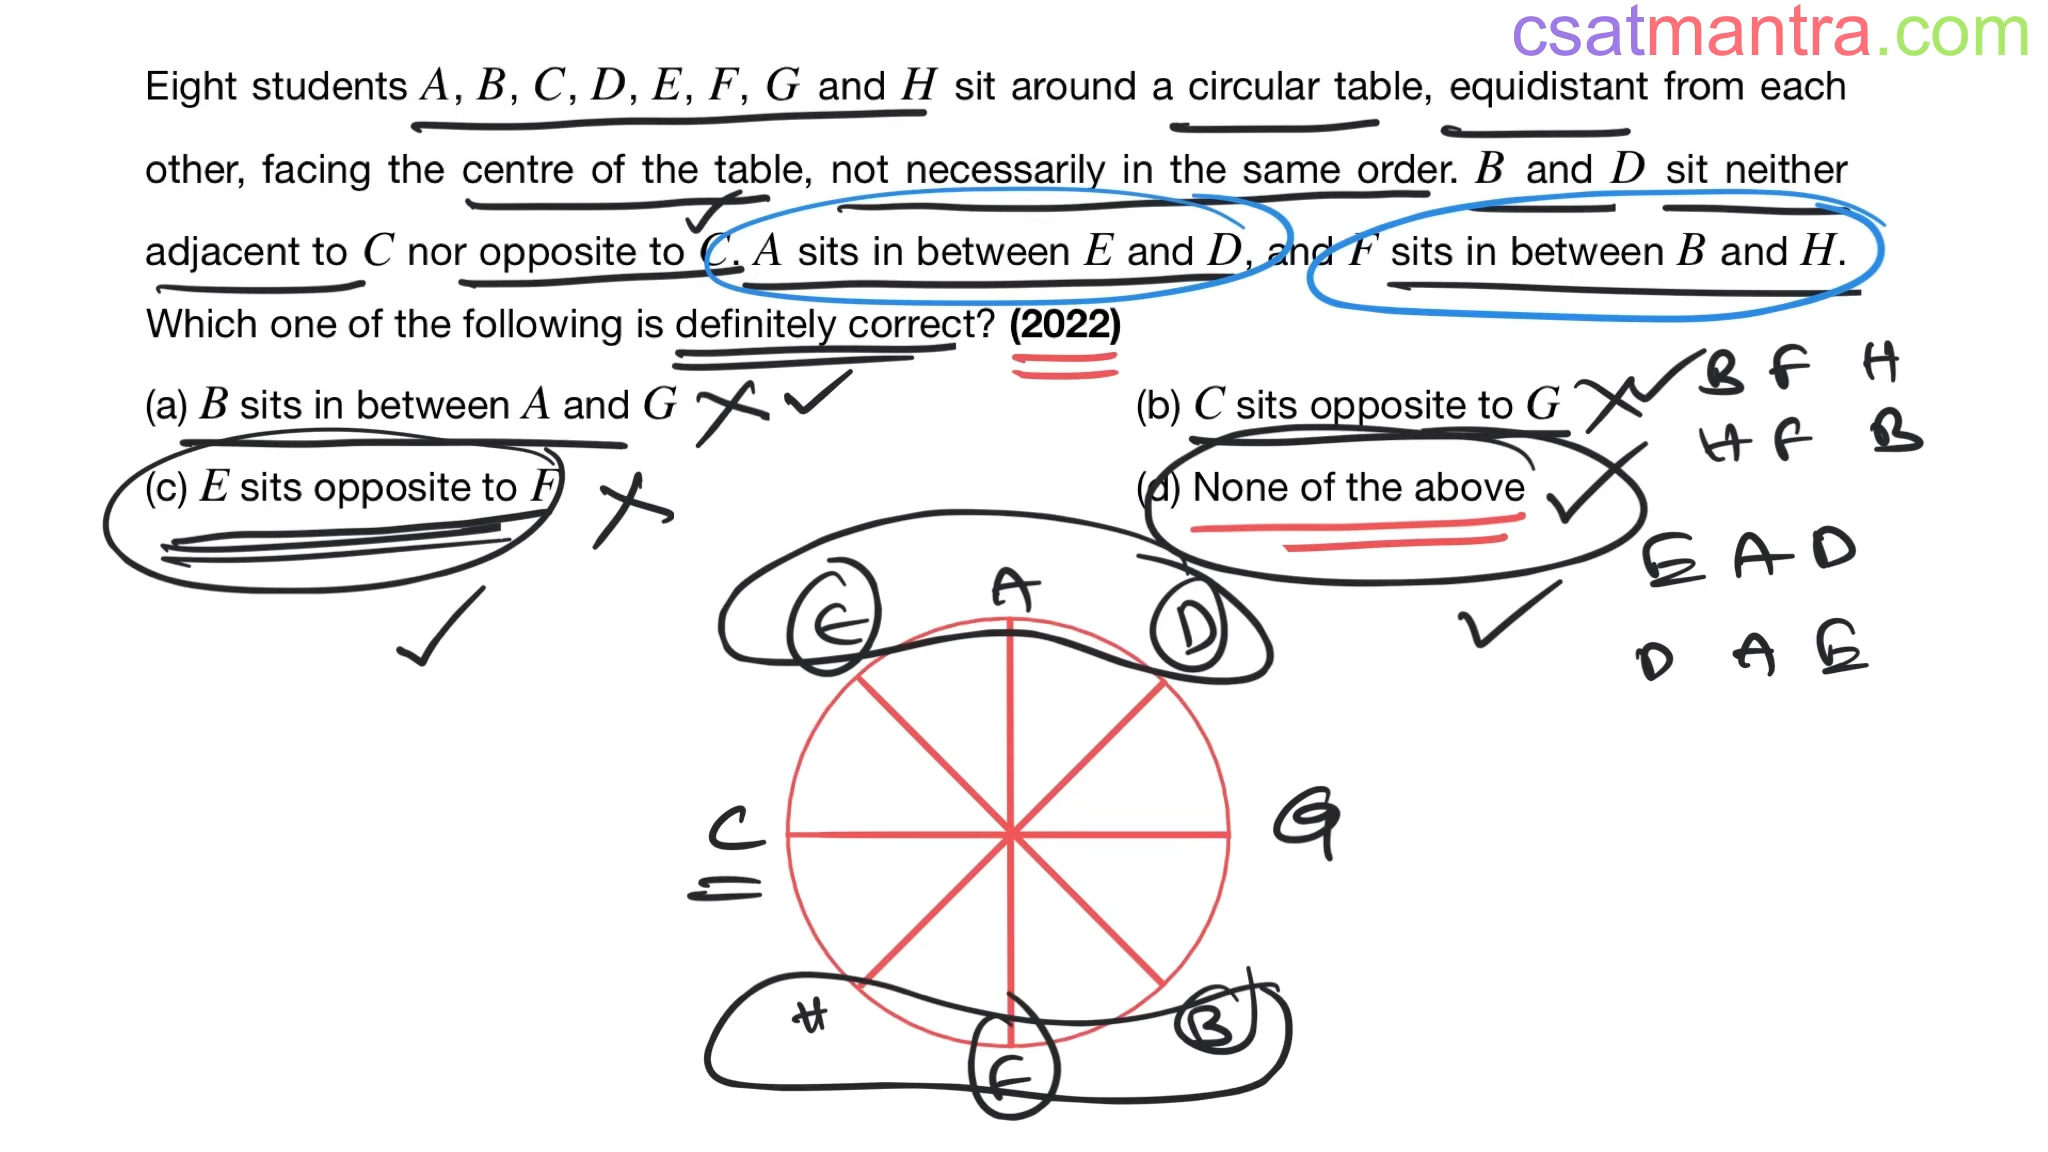 csatmantra.com
Eight students A, B, C, D, E, F, G and H sit around a circular table, equidistant from each
other, facing the centre of the table, not necessarily in the same order. B and D sit neither
adjacent to C nor opposite to C. A sits in between E and D, and F sits in between B and H.
Which one of the following is definitely correct? (2022)
(a) B sits in between A and G
(b) C sits opposite to G
B F H
H F B
(c) E sits opposite to F
(d) None of the above
E A D
D A E
E A D
C G
H F B